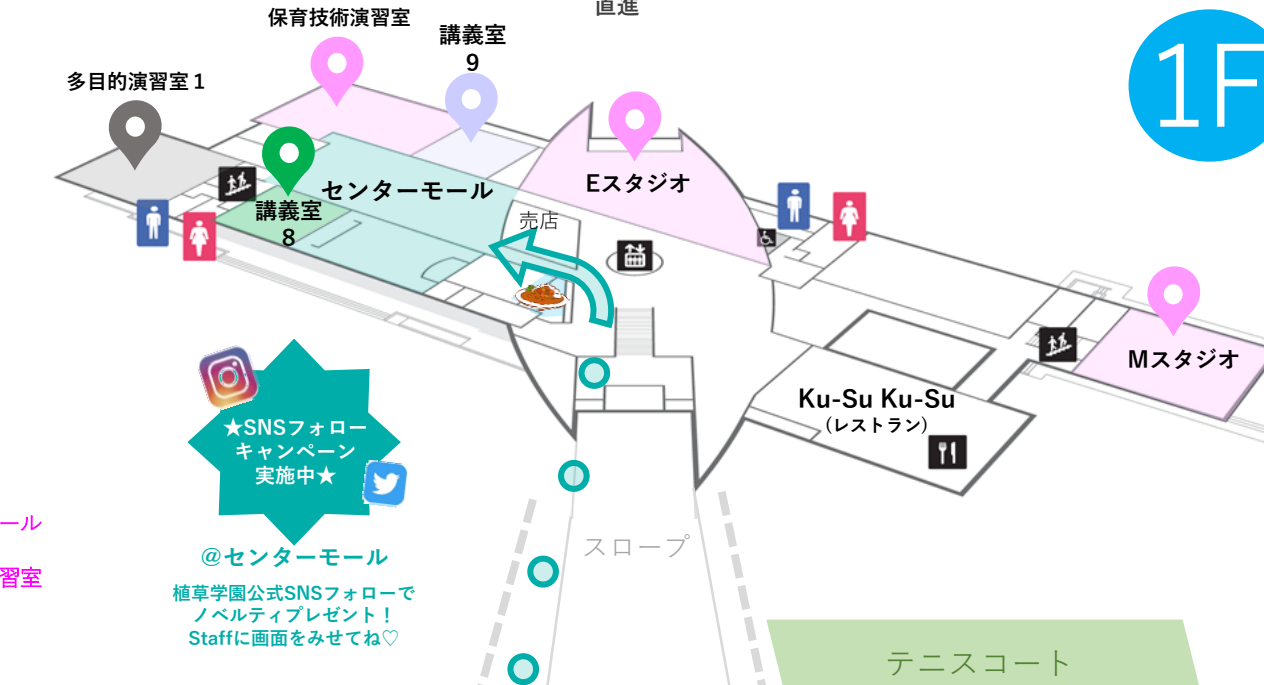 直進
1F
保育技術演習室
講義室
9
多目的演習室１
センターモール
Eスタジオ
講義室
8
売店
Mスタジオ
Ku-Su Ku-Su
(レストラン)
★SNSフォロー
キャンペーン
実施中★
ール
習室
@センターモール
植草学園公式SNSフォローで
ノベルティプレゼント！
Staffに画面をみせてね♡
スロープ
テニスコート